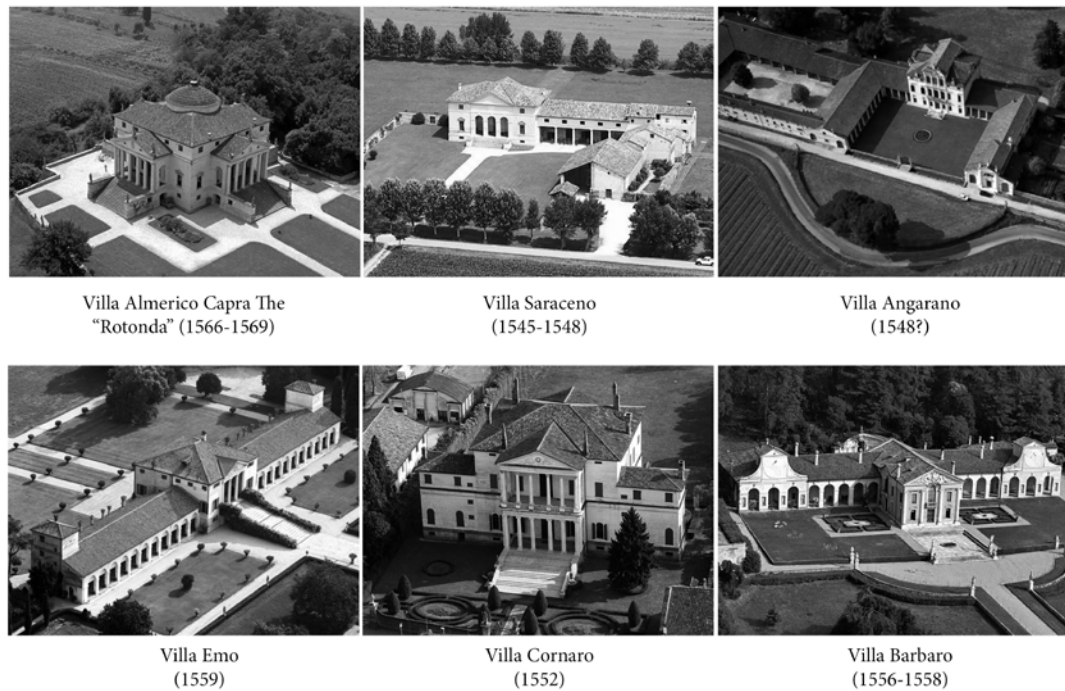 Villa Almerico Capra The
“Rotonda” (1566-1569)
Villa Saraceno
(1545-1548)
Villa Angarano
(1548?)
Villa Emo
(1559)
Villa Cornaro
(1552)
Villa Barbaro
(1556-1558)